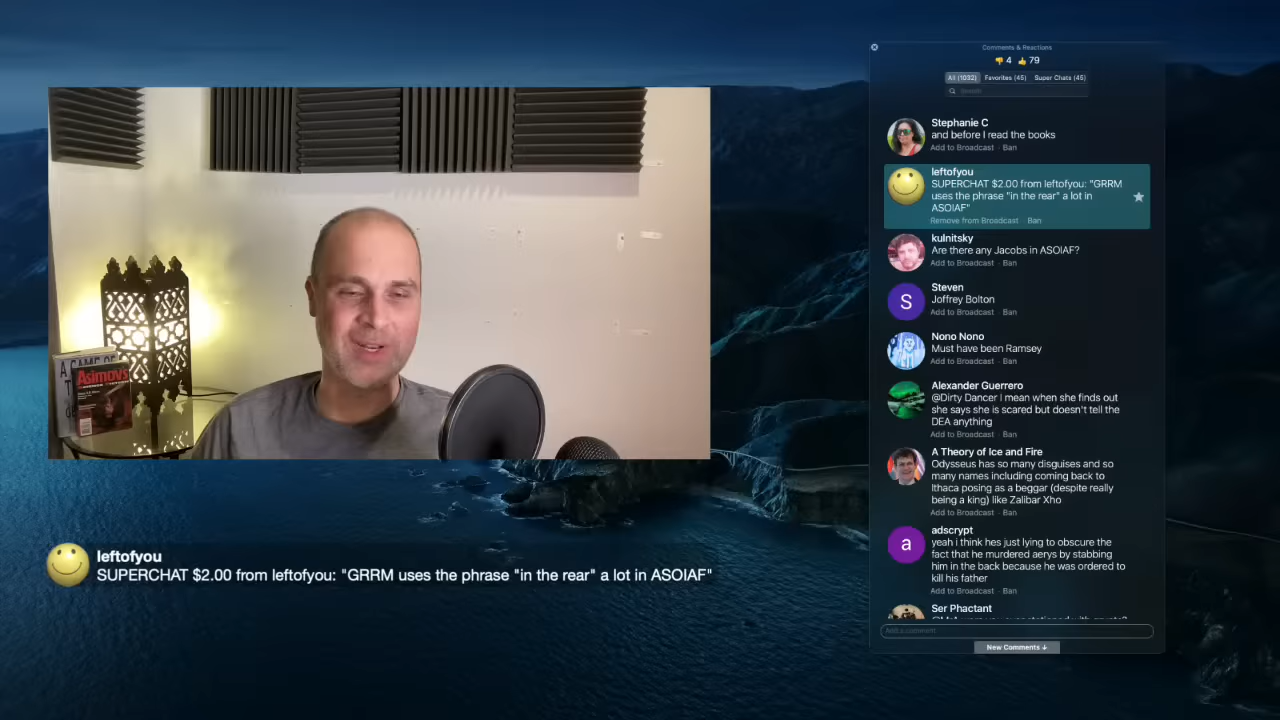 A GAME OF
Asimov's
leftofyou
SUPERCHAT $2.00 from leftofyou: "GRRM uses the phrase "in the rear" a lot in ASOIAF"
Comments & Reactions
4 79
All (1032) Favorites (45) Super Chats (45)
Search
Stephanie C
and before I read the books
Add to Broadcast · Ban
leftofyou
SUPERCHAT $2.00 from leftofyou: "GRRM
uses the phrase "in the rear" a lot in
ASOIAF"
Remove from Broadcast · Ban
kulnitsky
Are there any Jacobs in ASOIAF?
Add to Broadcast · Ban
S
Steven
Joffrey Bolton
Add to Broadcast · Ban
Nono Nono
Must have been Ramsey
Add to Broadcast · Ban
Alexander Guerrero
@Dirty Dancer I mean when she finds out
she says she is scared but doesn't tell the
DEA anything
Add to Broadcast · Ban
A Theory of Ice and Fire
Odysseus has so many disguises and so
many names including coming back to
Ithaca posing as a beggar (despite really
being a king) like Zalibar Xho
Add to Broadcast · Ban
a
adscrypt
yeah i think hes just lying to obscure the
fact that he murdered aerys by stabbing
him in the back because he was ordered to
kill his father
Add to Broadcast · Ban
Ser Phactant
Add a comment
New Comments ↓